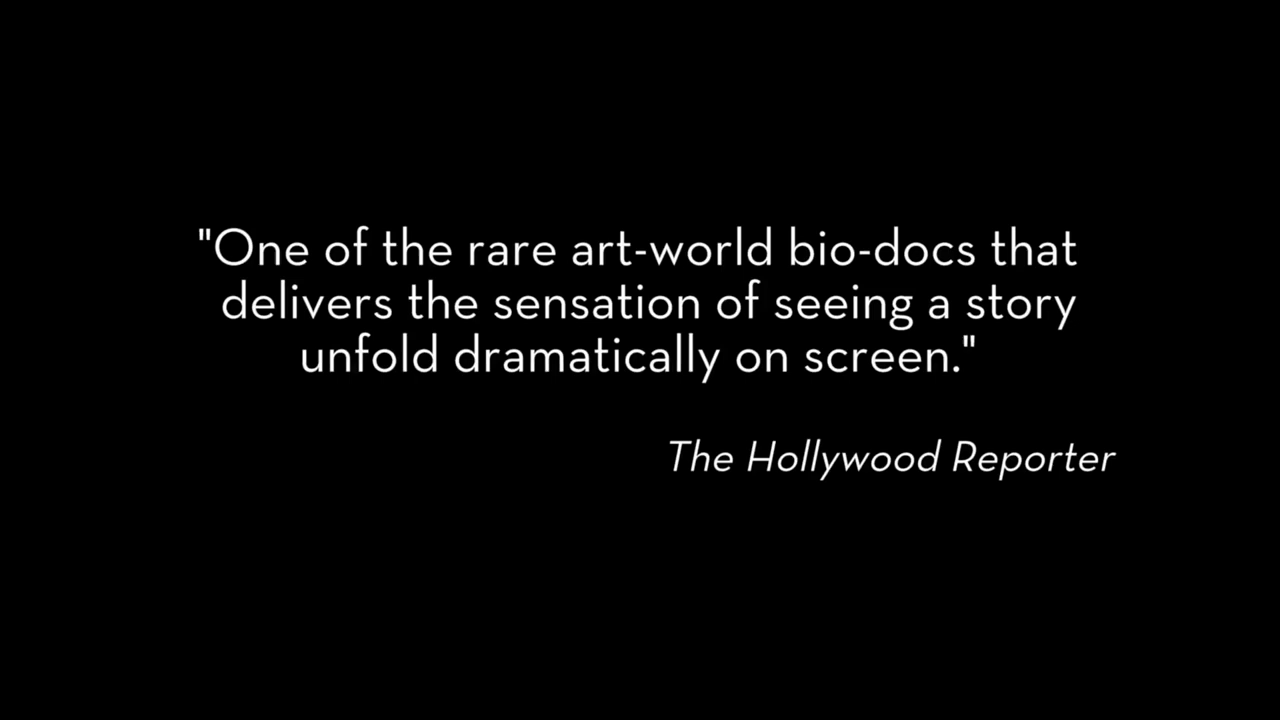 "One of the rare art-world bio-docs that
delivers the sensation of seeing a story
unfold dramatically on screen."
The Hollywood Reporter